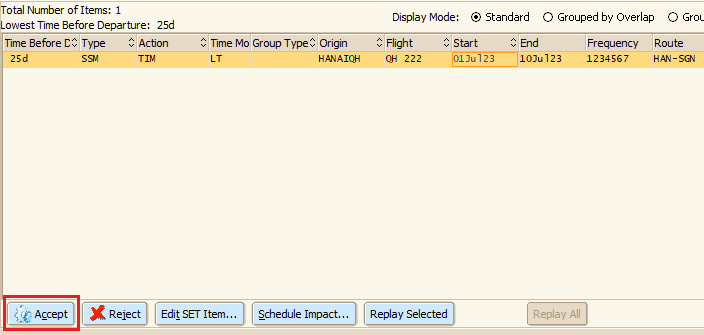 Total Number of Items: 1
Lowest Time Before Departure: 25d
Display Mode: Standard Grouped by Overlap Grou
Time Before D Type Action Time Mo Group Type Origin Flight Start End Frequency Route
25d SSM TIM LT HANAIQH QH 222 01Jul23 10Jul23 1234567 HAN-SGN
Accept Reject Edit SET Item... Schedule Impact... Replay Selected Replay All